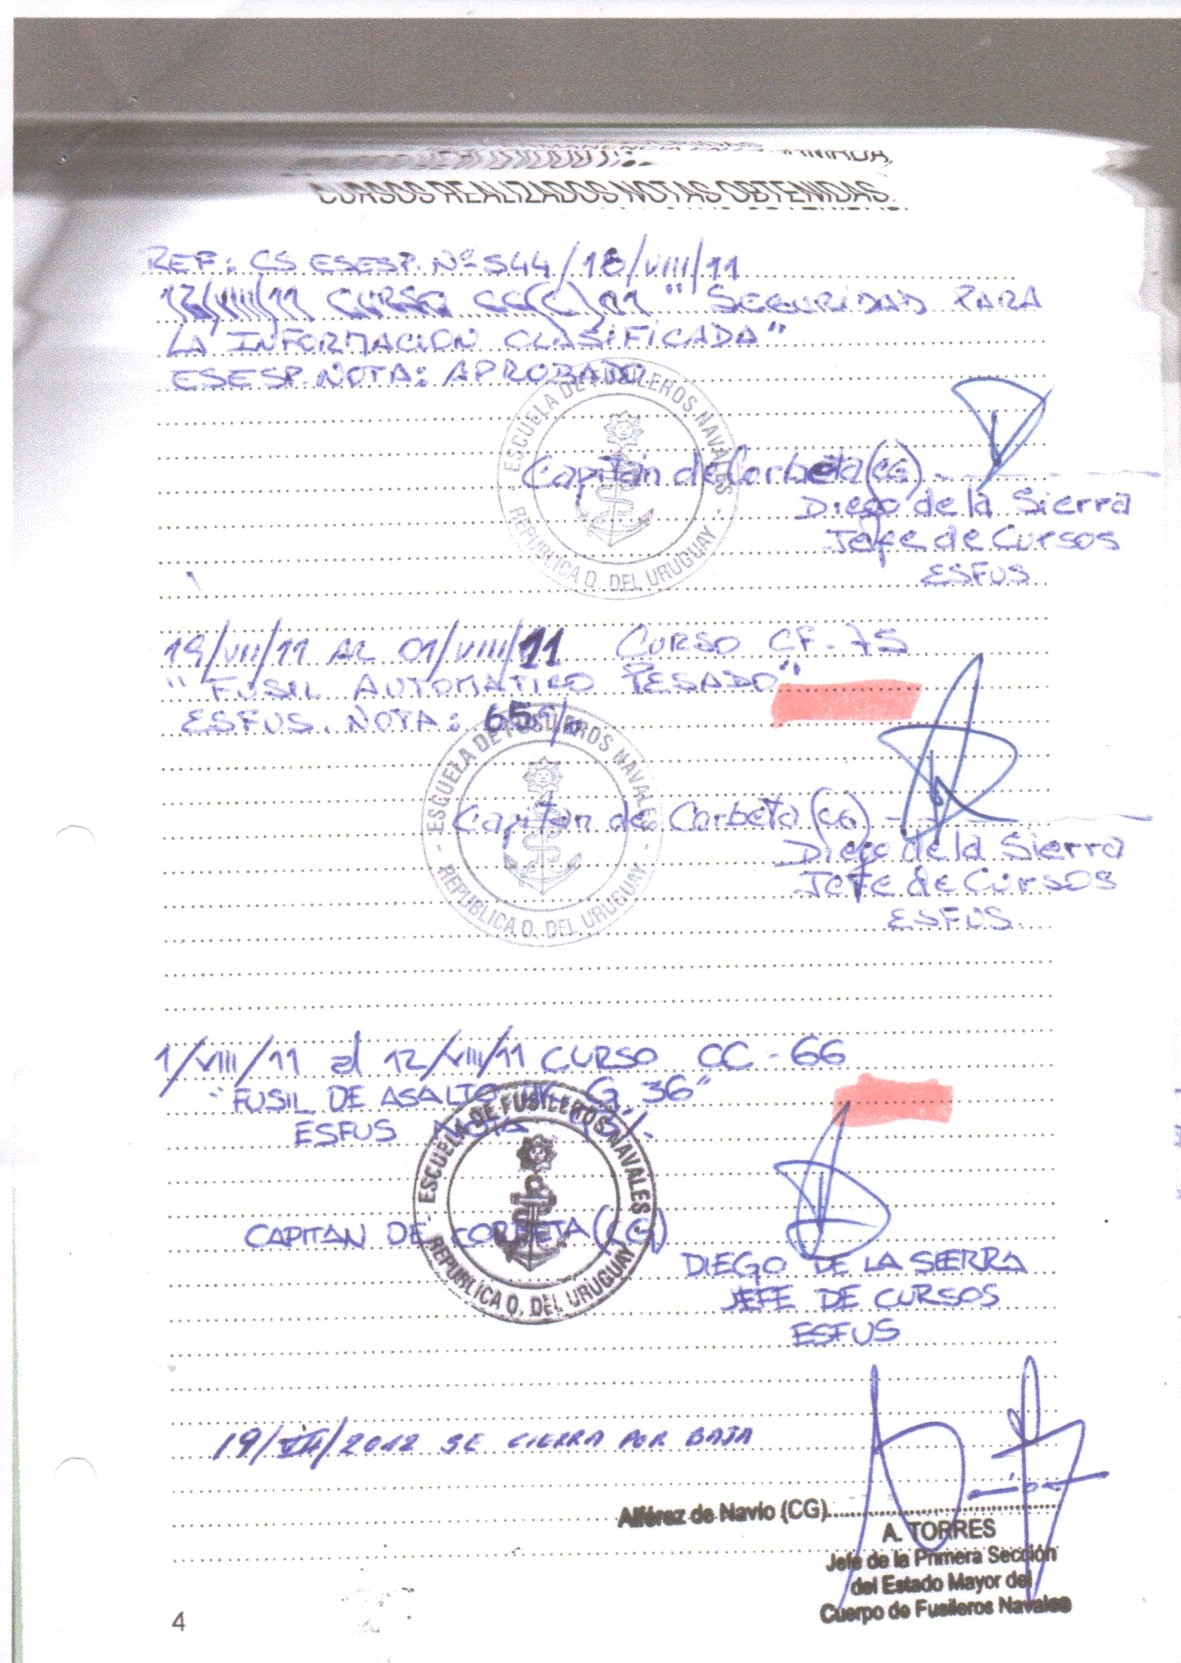 ARMADA.
CURSOS REALIZADOS NOTAS OBTENIDAS.
REF: CS ESESP. Nº 544/18/VIII/11
12/VIII/11 CURSO CC(C) 01 "SEGURIDAD PARA
LA INFORMACION CLASIFICADA"
ESESP. NOTA: APROBADO
ESCUELA DE FUSILEROS NAVALES
REPUBLICA O. DEL URUGUAY
Capitán de Corbeta (CG)
Diego de la Sierra
Jefe de Cursos
ESFUS
19/VII/11 AL 01/VIII/11 CURSO CF-75
"FUSIL AUTOMATICO PESADO"
ESFUS. NOTA: 65%
ESCUELA DE FUSILEROS NAVALES
REPUBLICA O. DEL URUGUAY
Capitan de Corbeta (CG)
Diego de la Sierra
Jefe de Cursos
ESFUS.
1/VIII/11 al 12/VIII/11 CURSO CC-66
"FUSIL DE ASALTO G. 36"
ESFUS NOTA
ESCUELA DE FUSILEROS NAVALES
REPUBLICA O. DEL URUGUAY
CAPITAN DE CORBETA (CG)
DIEGO DE LA SIERRA
JEFE DE CURSOS
ESFUS
2012 SE CIERRA POR BAJA
Alférez de Navío (CG)
A. TORRES
Jefe de la Primera Sección
del Estado Mayor del
Cuerpo de Fusileros Navales
4